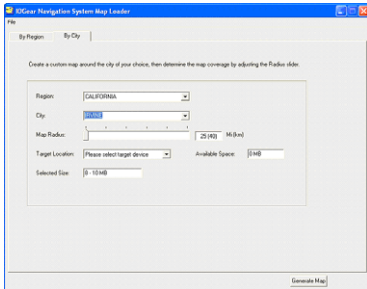 IOGear Navigation System Map Loader
File
By Region By City
Create a custom map around the city of your choice, then determine the map coverage by adjusting the Radius slider.
Region: CALIFORNIA
City: IRVINE
Map Radius: 25 (40) Mi (km)
Target Location: Please select target device Available Space: 0 MB
Selected Size: 6 - 10 MB
Generate Map